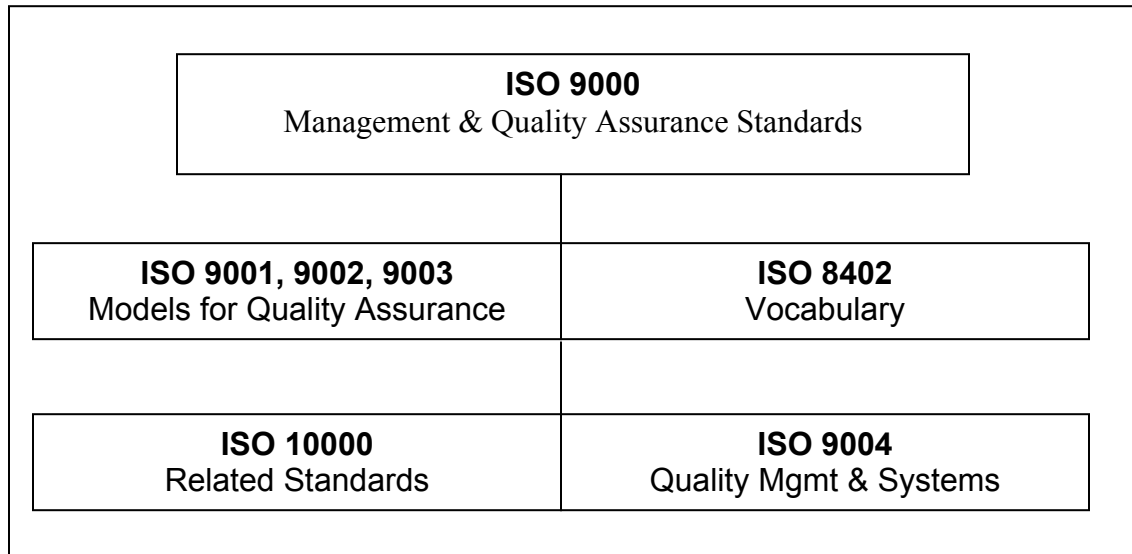 ISO 9000
Management & Quality Assurance Standards
ISO 9001, 9002, 9003
Models for Quality Assurance
ISO 8402
Vocabulary
ISO 10000
Related Standards
ISO 9004
Quality Mgmt & Systems